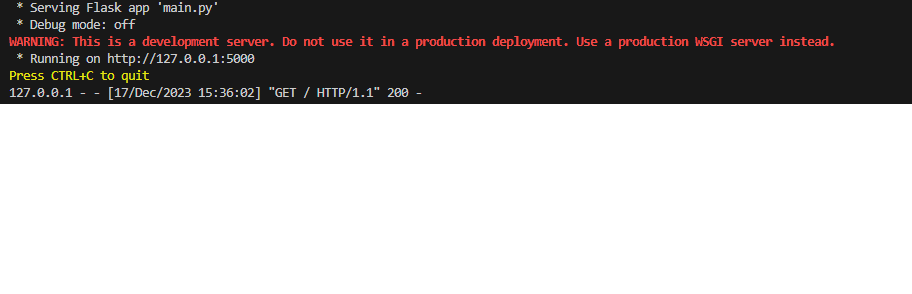 * Serving Flask app 'main.py'
* Debug mode: off
WARNING: This is a development server. Do not use it in a production deployment. Use a production WSGI server instead.
* Running on http://127.0.0.1:5000
Press CTRL+C to quit
127.0.0.1 - - [17/Dec/2023 15:36:02] "GET / HTTP/1.1" 200 -